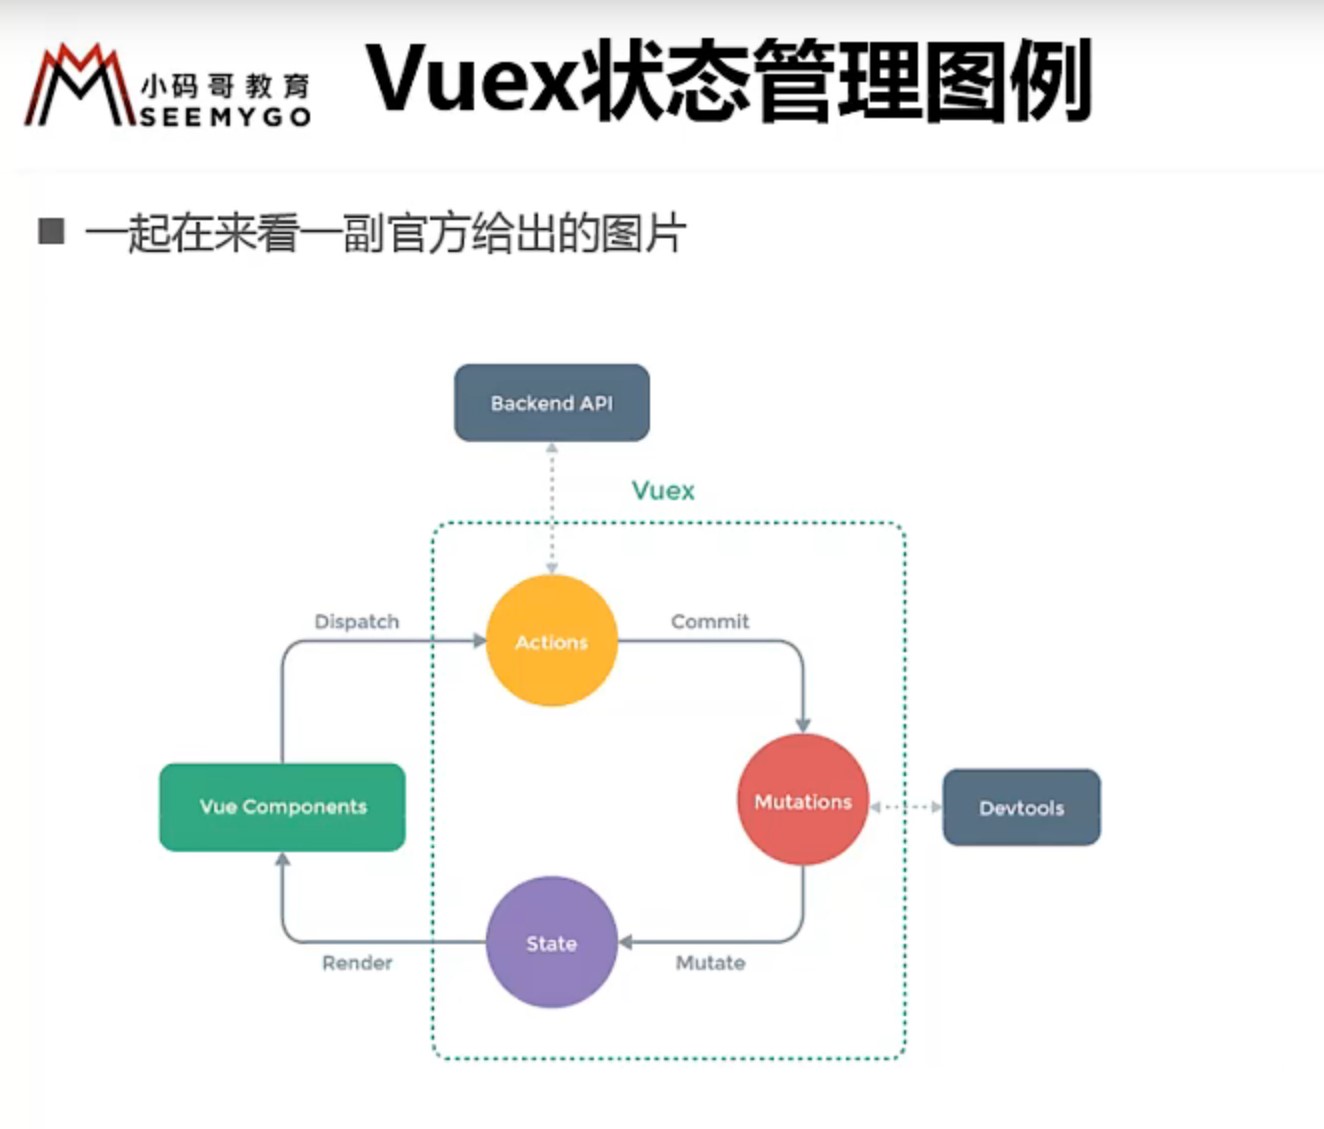 小码哥教育
SEEMYGO
Vuex状态管理图例
一起在来看一副官方给出的图片
Backend API
Vuex
Dispatch
Actions
Commit
Vue Components
Mutations
Devtools
State
Render
Mutate